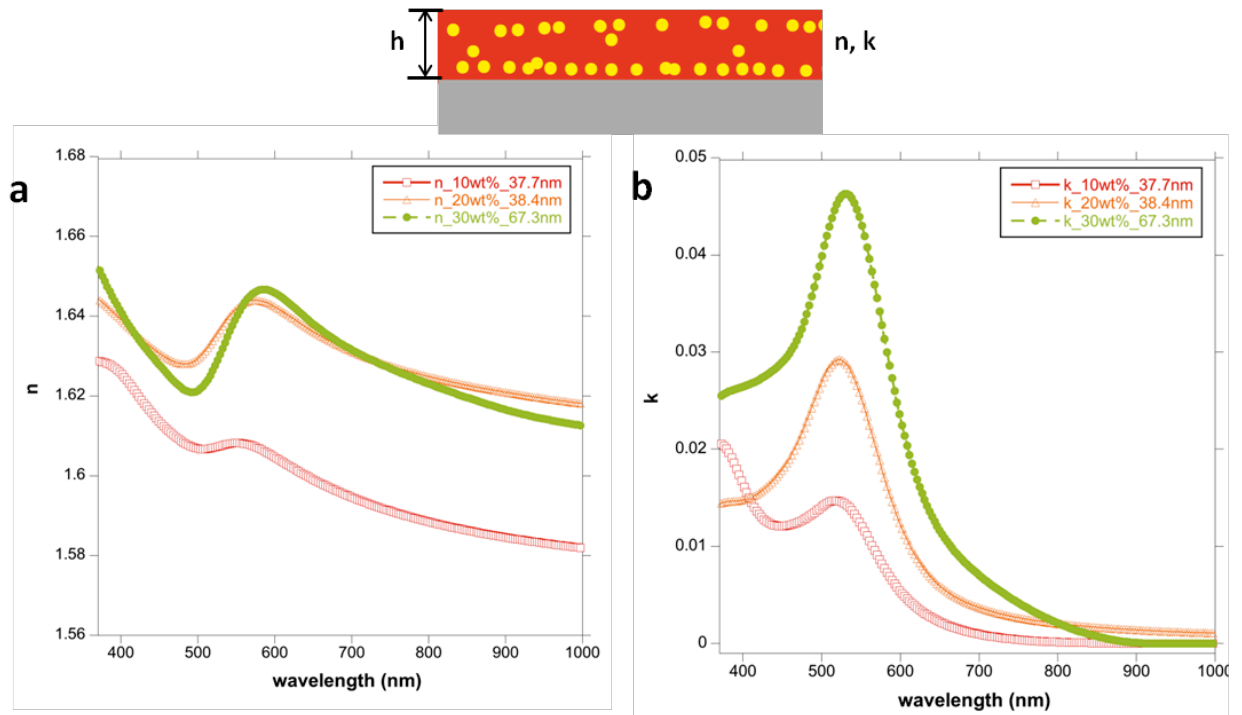 h
n, k
a
1.68
1.66
1.64
1.62
1.6
1.58
1.56
n
n_10wt%_37.7nm
n_20wt%_38.4nm
n_30wt%_67.3nm
400
500
600
700
800
900
1000
wavelength (nm)
b
0.05
0.04
0.03
0.02
0.01
0
k
k_10wt%_37.7nm
k_20wt%_38.4nm
k_30wt%_67.3nm
400
500
600
700
800
900
1000
wavelength (nm)